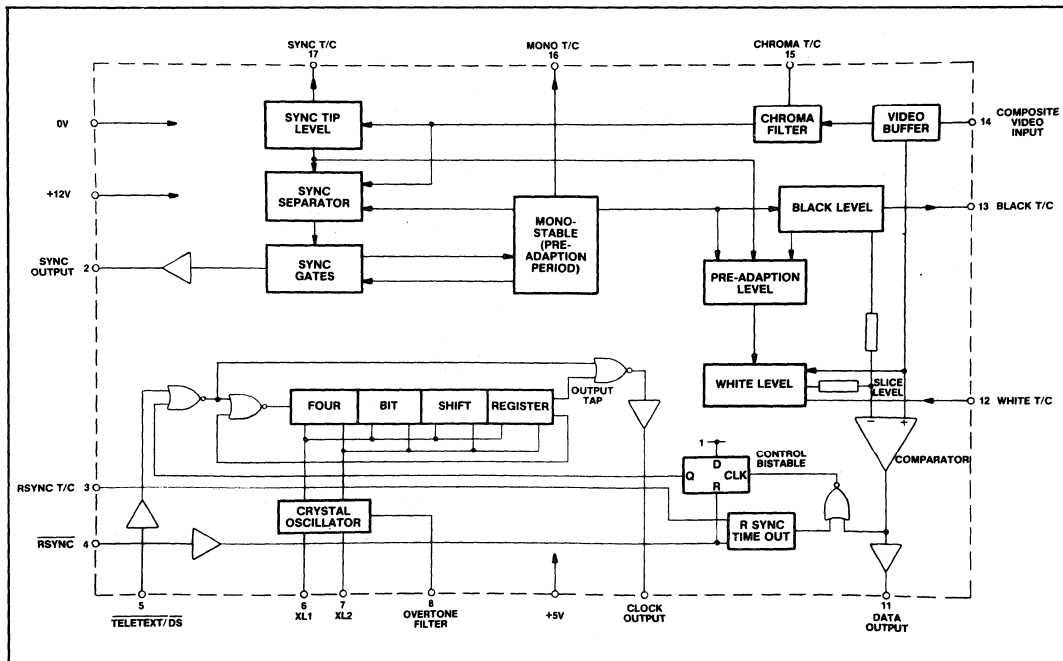 SYNC T/C
17
MONO T/C
16
CHROMA T/C
15
0V
SYNC TIP
LEVEL
CHROMA
FILTER
VIDEO
BUFFER
14
COMPOSITE
VIDEO
INPUT
+12V
SYNC
SEPARATOR
MONO-
STABLE
(PRE-
ADAPTION
PERIOD)
BLACK LEVEL
13 BLACK T/C
SYNC
OUTPUT
2
SYNC
GATES
PRE-ADAPTION
LEVEL
FOUR
BIT
SHIFT
REGISTER
OUTPUT
TAP
WHITE LEVEL
SLICE
LEVEL
12 WHITE T/C
− +
COMPARATOR
1
D
Q CLK
R
CONTROL
BISTABLE
RSYNC T/C
3
CRYSTAL
OSCILLATOR
R SYNC
TIME OUT
RSYNC
4
5
TELETEXT/DS
6
XL1
7
XL2
8
OVERTONE
FILTER
+5V
CLOCK
OUTPUT
11
DATA
OUTPUT